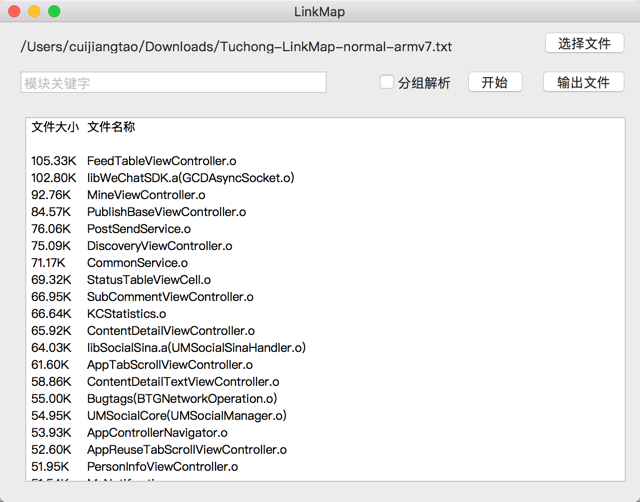 LinkMap
/Users/cuijiangtao/Downloads/Tuchong-LinkMap-normal-armv7.txt 选择文件
模块关键字 分组解析 开始 输出文件
文件大小 文件名称
105.33K FeedTableViewController.o
102.80K libWeChatSDK.a(GCDAsyncSocket.o)
92.76K MineViewController.o
84.57K PublishBaseViewController.o
76.06K PostSendService.o
75.09K DiscoveryViewController.o
71.17K CommonService.o
69.32K StatusTableViewCell.o
66.95K SubCommentViewController.o
66.64K KCStatistics.o
65.92K ContentDetailViewController.o
64.03K libSocialSina.a(UMSocialSinaHandler.o)
61.60K AppTabScrollViewController.o
58.86K ContentDetailTextViewController.o
55.00K Bugtags(BTGNetworkOperation.o)
54.95K UMSocialCore(UMSocialManager.o)
53.93K AppControllerNavigator.o
52.60K AppReuseTabScrollViewController.o
51.95K PersonInfoViewController.o